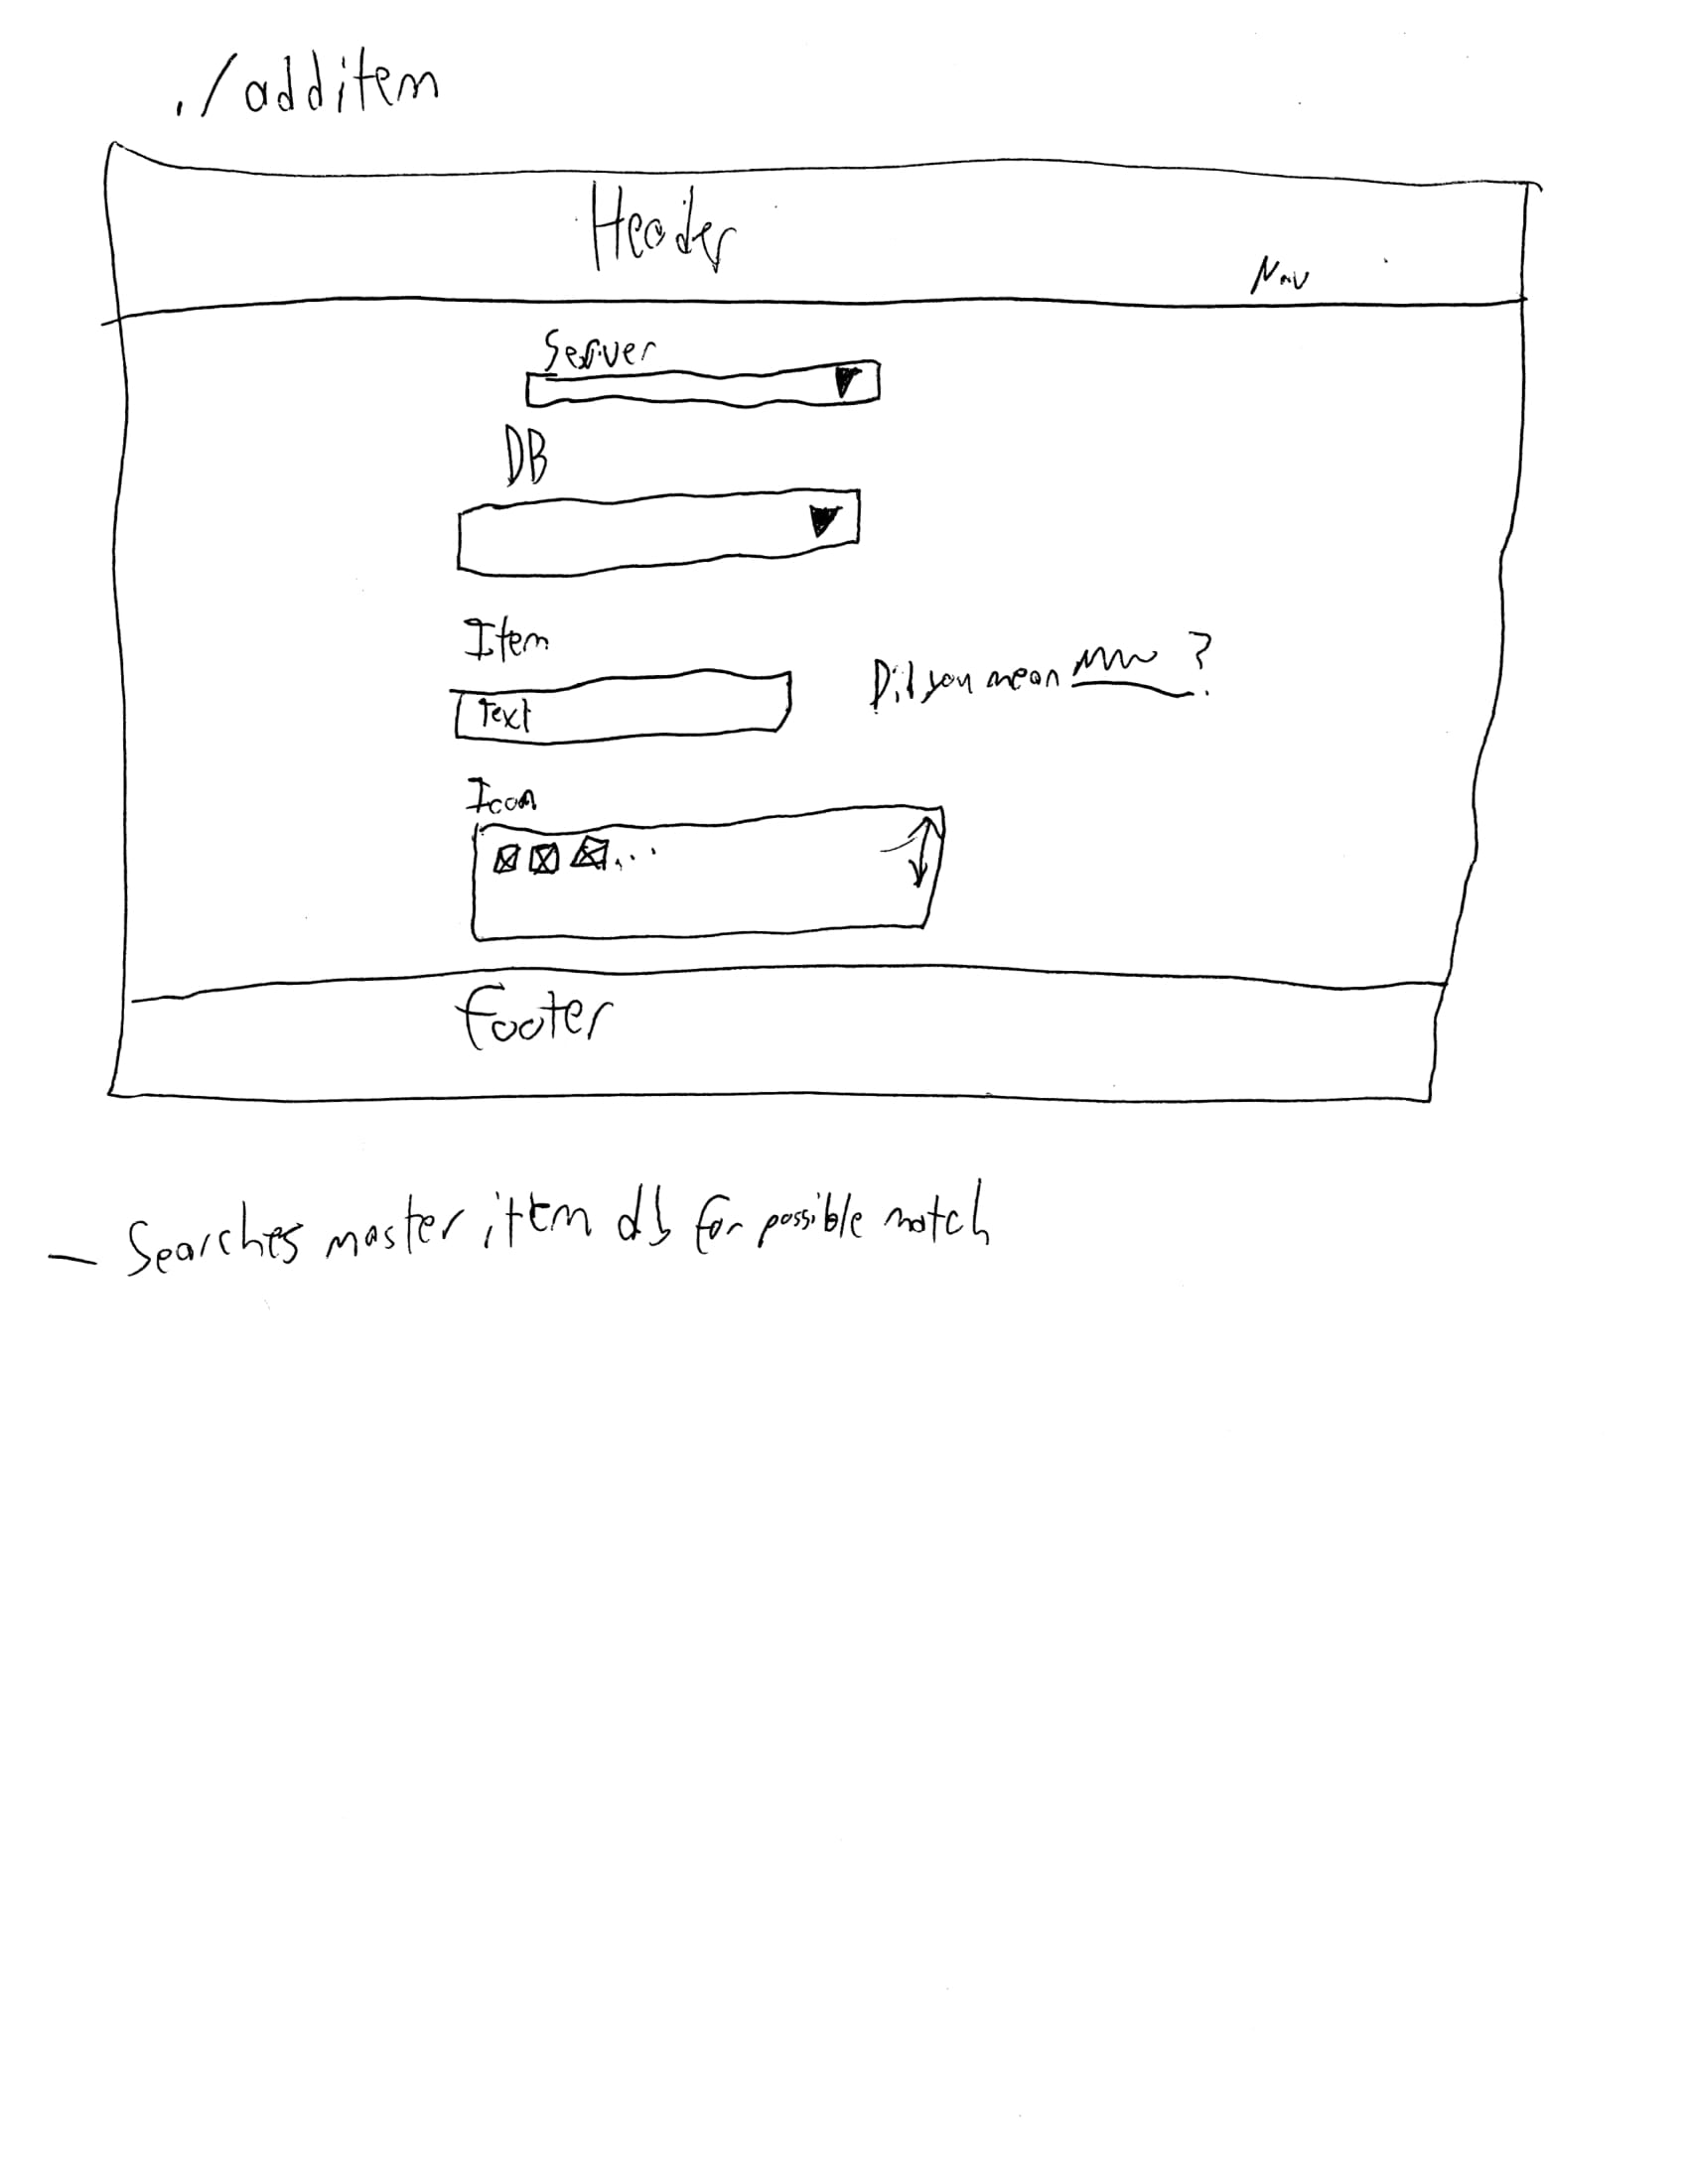 ./additem
Header
Nav
Server
DB
Item
Text
Did you mean ?
Icon
...
Footer
- Searches master item db for possible match